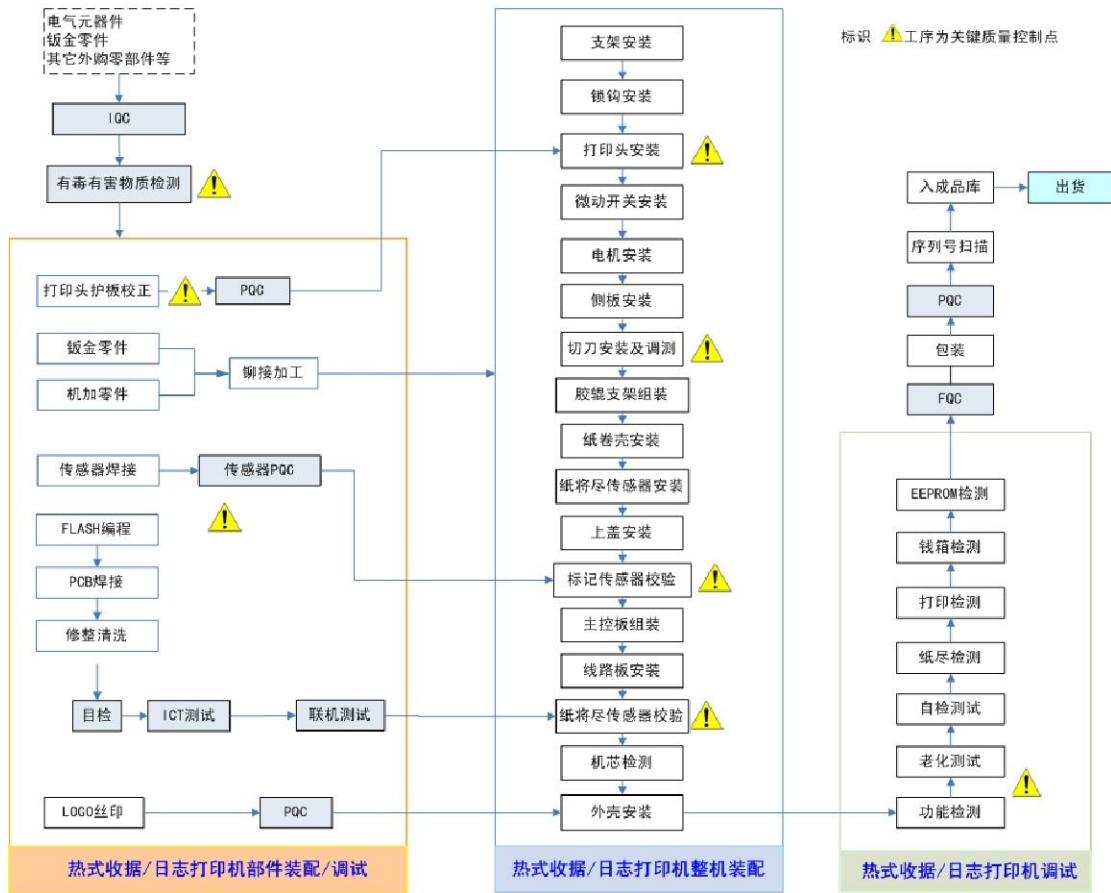 电气元器件
钣金零件
其它外购零部件等
IQC
有毒有害物质检测
打印头护板校正
PQC
钣金零件
机加零件
铆接加工
传感器焊接
传感器PQC
FLASH编程
PCB焊接
修整清洗
目检
ICT测试
联机测试
LOGO丝印
PQC
热式收据/日志打印机部件装配/调试
支架安装
锁钩安装
打印头安装
微动开关安装
电机安装
侧板安装
切刀安装及调测
胶辊支架组装
纸卷壳安装
纸将尽传感器安装
上盖安装
标记传感器校验
主控板组装
线路板安装
纸将尽传感器校验
机芯检测
外壳安装
热式收据/日志打印机整机装配
标识 工序为关键质量控制点
入成品库
出货
序列号扫描
PQC
包装
FQC
EEPROM检测
钱箱检测
打印检测
纸尽检测
自检测试
老化测试
功能检测
热式收据/日志打印机调试